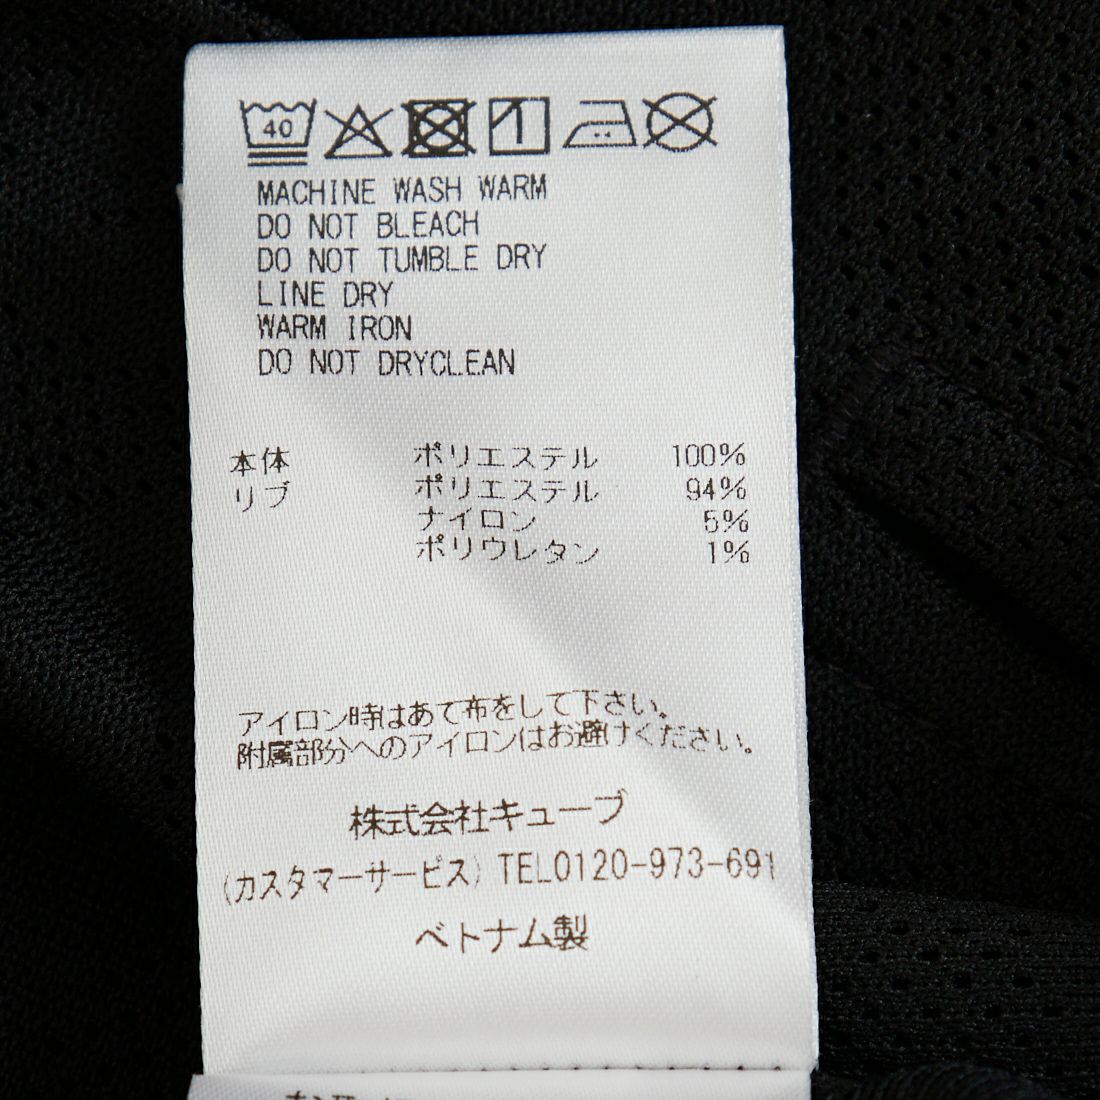 40
MACHINE WASH WARM
DO NOT BLEACH
DO NOT TUMBLE DRY
LINE DRY
WARM IRON
DO NOT DRYCLEAN
本体 ポリエステル 100%
リブ ポリエステル 94%
ナイロン 5%
ポリウレタン 1%
アイロン時はあて布をして下さい。
附属部分へのアイロンはお避けください。
株式会社キューブ
(カスタマーサービス) TEL0120-973-691
ベトナム製